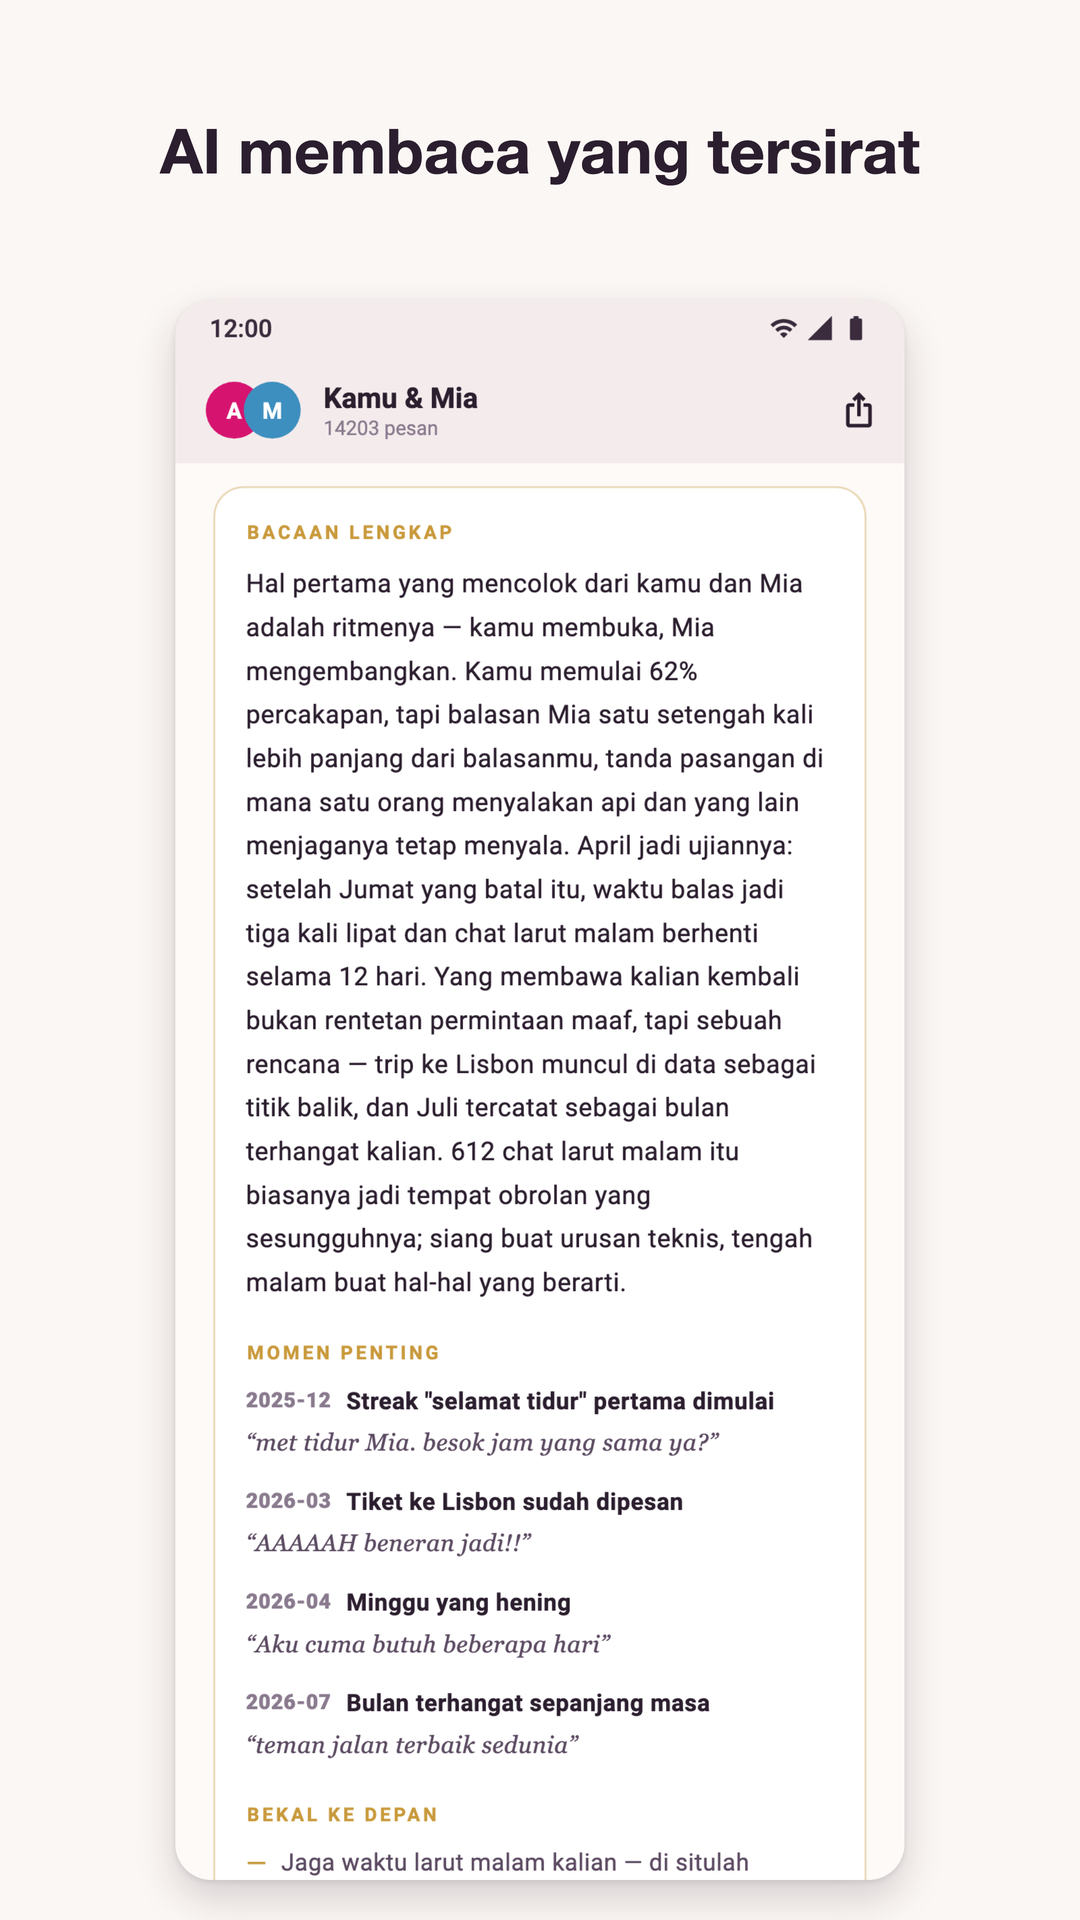 AI membaca yang tersirat
12:00
A M
Kamu & Mia
14203 pesan
BACAAN LENGKAP
Hal pertama yang mencolok dari kamu dan Mia
adalah ritmenya — kamu membuka, Mia
mengembangkan. Kamu memulai 62%
percakapan, tapi balasan Mia satu setengah kali
lebih panjang dari balasanmu, tanda pasangan di
mana satu orang menyalakan api dan yang lain
menjaganya tetap menyala. April jadi ujiannya:
setelah Jumat yang batal itu, waktu balas jadi
tiga kali lipat dan chat larut malam berhenti
selama 12 hari. Yang membawa kalian kembali
bukan rentetan permintaan maaf, tapi sebuah
rencana — trip ke Lisbon muncul di data sebagai
titik balik, dan Juli tercatat sebagai bulan
terhangat kalian. 612 chat larut malam itu
biasanya jadi tempat obrolan yang
sesungguhnya; siang buat urusan teknis, tengah
malam buat hal-hal yang berarti.
MOMEN PENTING
2025-12 Streak "selamat tidur" pertama dimulai
“met tidur Mia. besok jam yang sama ya?”
2026-03 Tiket ke Lisbon sudah dipesan
“AAAAAH beneran jadi!!”
2026-04 Minggu yang hening
“Aku cuma butuh beberapa hari”
2026-07 Bulan terhangat sepanjang masa
“teman jalan terbaik sedunia”
BEKAL KE DEPAN
— Jaga waktu larut malam kalian — di situlah